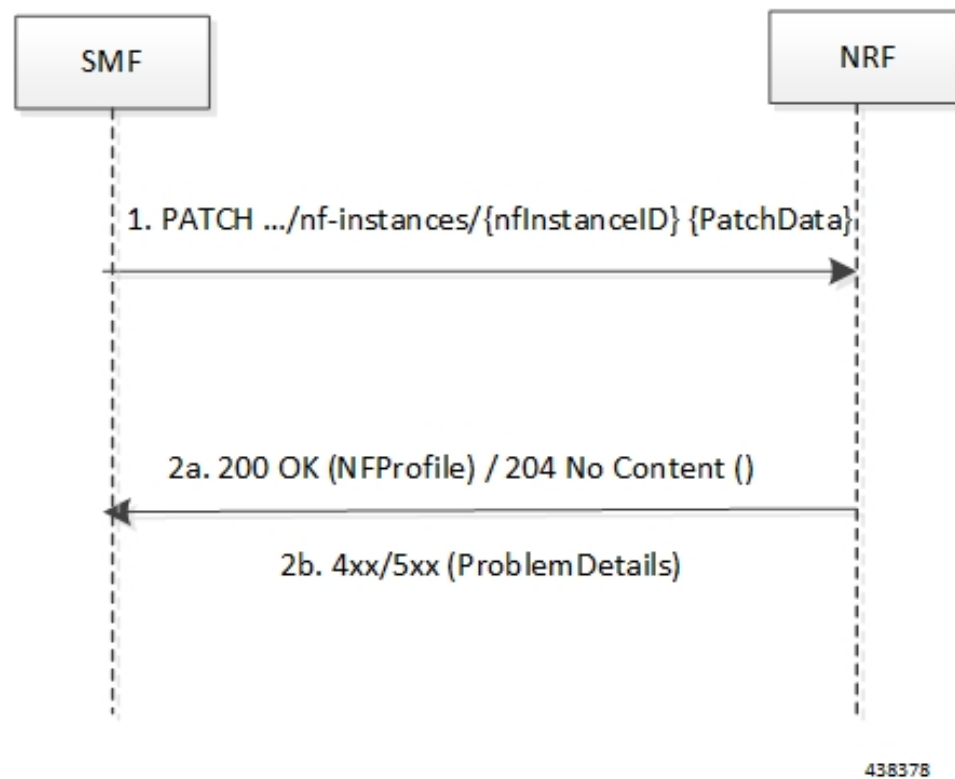 SMF
NRF
1. PATCH .../nf-instances/{nfInstanceID} {PatchData}
2a. 200 OK (NFProfile) / 204 No Content ()
2b. 4xx/5xx (ProblemDetails)
438378